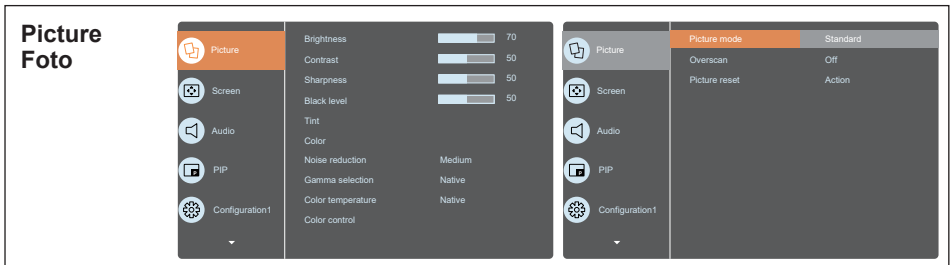 Picture
Foto
Picture
Screen
Audio
PIP
Configuration1
Brightness 70
Contrast 50
Sharpness 50
Black level 50
Tint
Color
Noise reduction Medium
Gamma selection Native
Color temperature Native
Color control
Picture
Screen
Audio
PIP
Configuration1
Picture mode Standard
Overscan Off
Picture reset Action